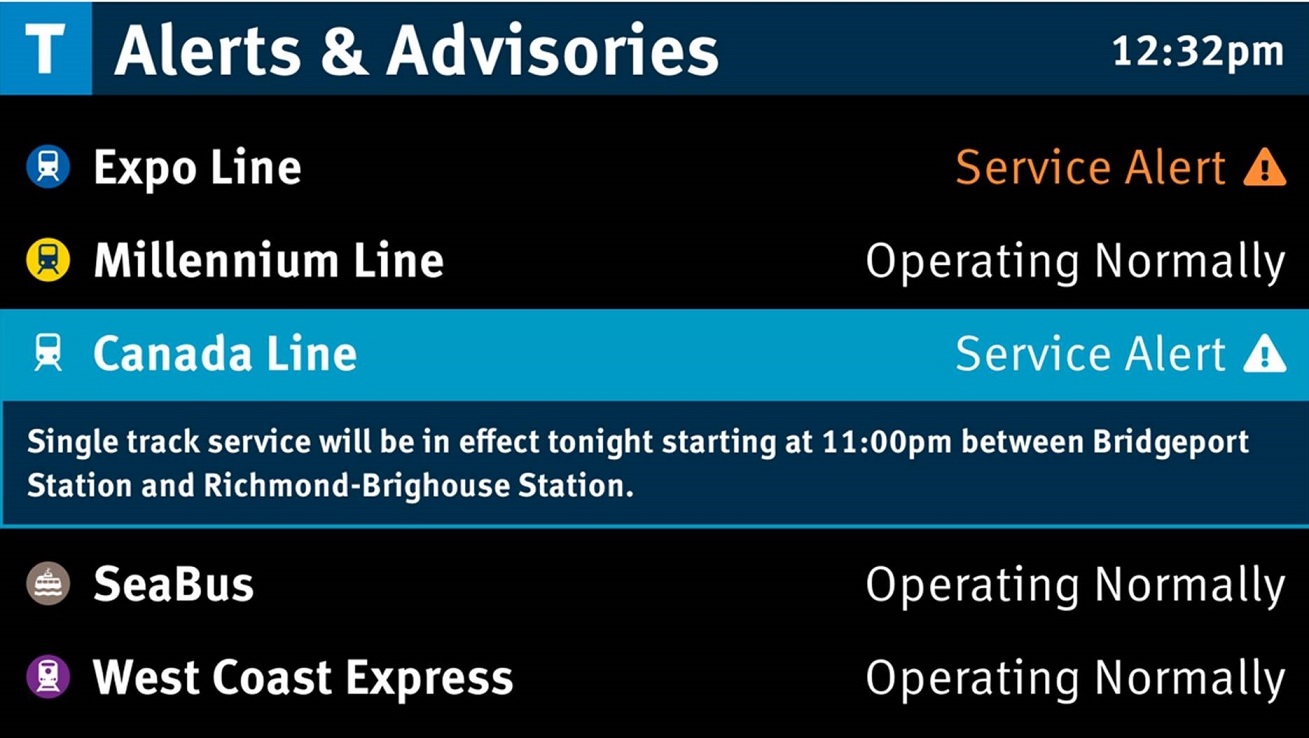 T Alerts & Advisories 12:32pm
Expo Line Service Alert
Millennium Line Operating Normally
Canada Line Service Alert
Single track service will be in effect tonight starting at 11:00pm between Bridgeport
Station and Richmond-Brighouse Station.
SeaBus Operating Normally
West Coast Express Operating Normally